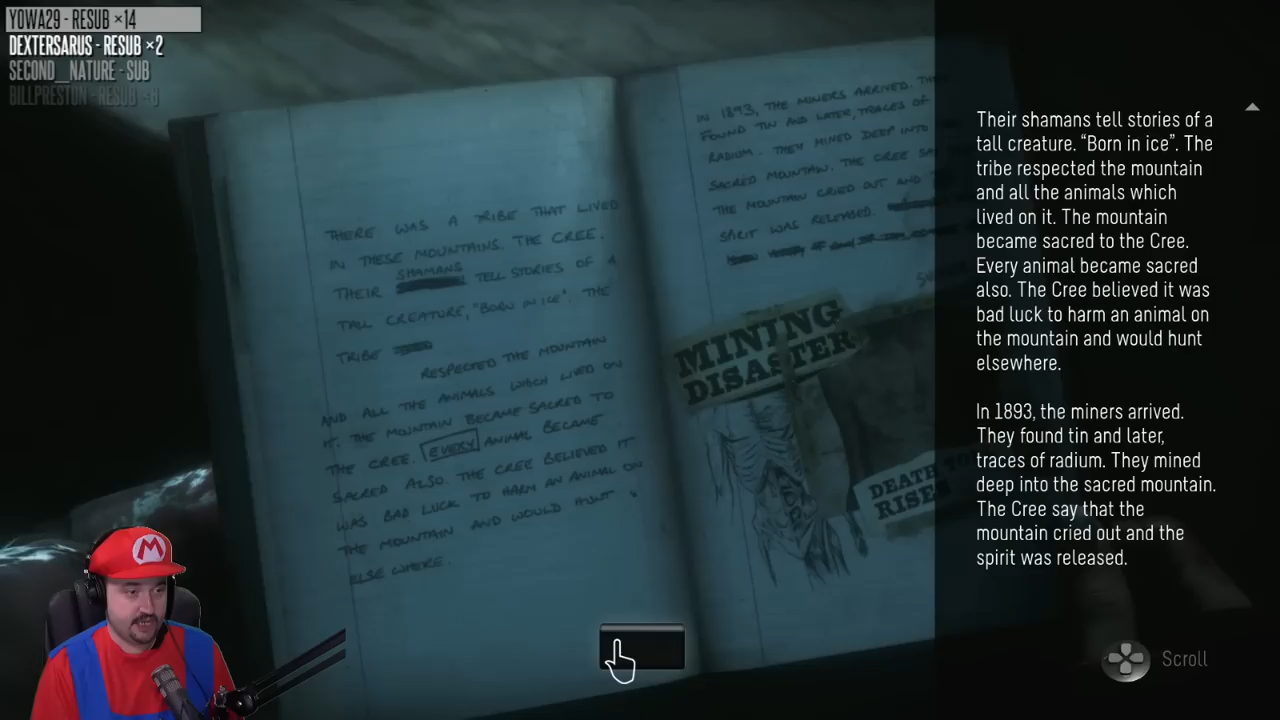 YOWA29 - RESUB ×14
DEXTERSARUS - RESUB ×2
SECOND__NATURE - SUB
BILLPRESTON - RESUB ×8
THERE WAS A TRIBE THAT LIVED
IN THESE MOUNTAINS. THE CREE.
SHAMANS
THEIR TELL STORIES OF A
TALL CREATURE, "BORN IN ICE". THE
TRIBE
RESPECTED THE MOUNTAIN
AND ALL THE ANIMALS WHICH LIVED ON
IT. THE MOUNTAIN BECAME SACRED TO
THE CREE. EVERY ANIMAL BECAME
SACRED ALSO. THE CREE BELIEVED IT
WAS BAD LUCK TO HARM AN ANIMAL ON
THE MOUNTAIN AND WOULD HUNT
ELSE WHERE.
IN 1893, THE MINERS ARRIVED.
FOUND TIN AND LATER, TRACES OF
RADIUM. THEY MINED DEEP INTO
SACRED MOUNTAIN. THE CREE
THE MOUNTAIN CRIED OUT AND
SPIRIT WAS RELEASED.
MINING
DISASTER
DEATH
RISES
Their shamans tell stories of a
tall creature. “Born in ice”. The
tribe respected the mountain
and all the animals which
lived on it. The mountain
became sacred to the Cree.
Every animal became sacred
also. The Cree believed it was
bad luck to harm an animal on
the mountain and would hunt
elsewhere.
In 1893, the miners arrived.
They found tin and later,
traces of radium. They mined
deep into the sacred mountain.
The Cree say that the
mountain cried out and the
spirit was released.
Scroll
M